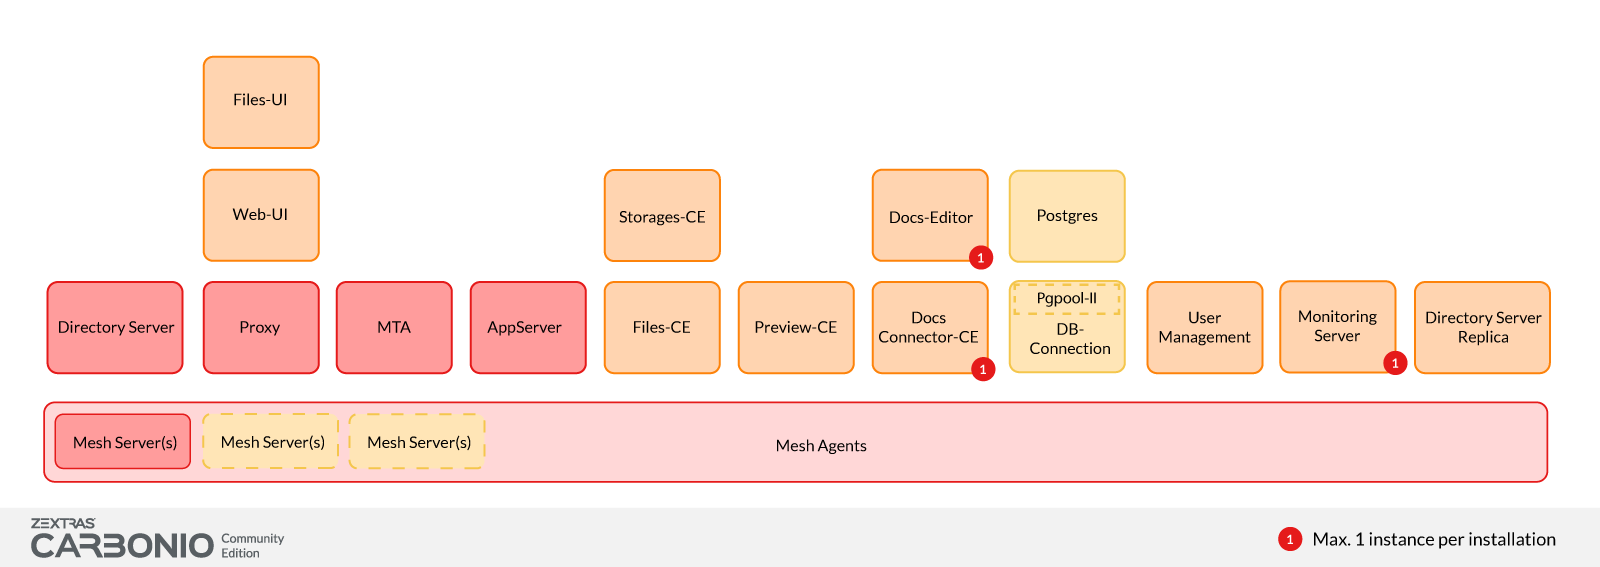 Files-UI
Web-UI
Storages-CE
Docs-Editor
1
Postgres
Directory Server
Proxy
MTA
AppServer
Files-CE
Preview-CE
Docs
Connector-CE
1
Pgpool-II
DB-
Connection
User
Management
Monitoring
Server
1
Directory Server
Replica
Mesh Server(s)
Mesh Server(s)
Mesh Server(s)
Mesh Agents
ZEXTRAS
CARBONIO
Community
Edition
1 Max. 1 instance per installation